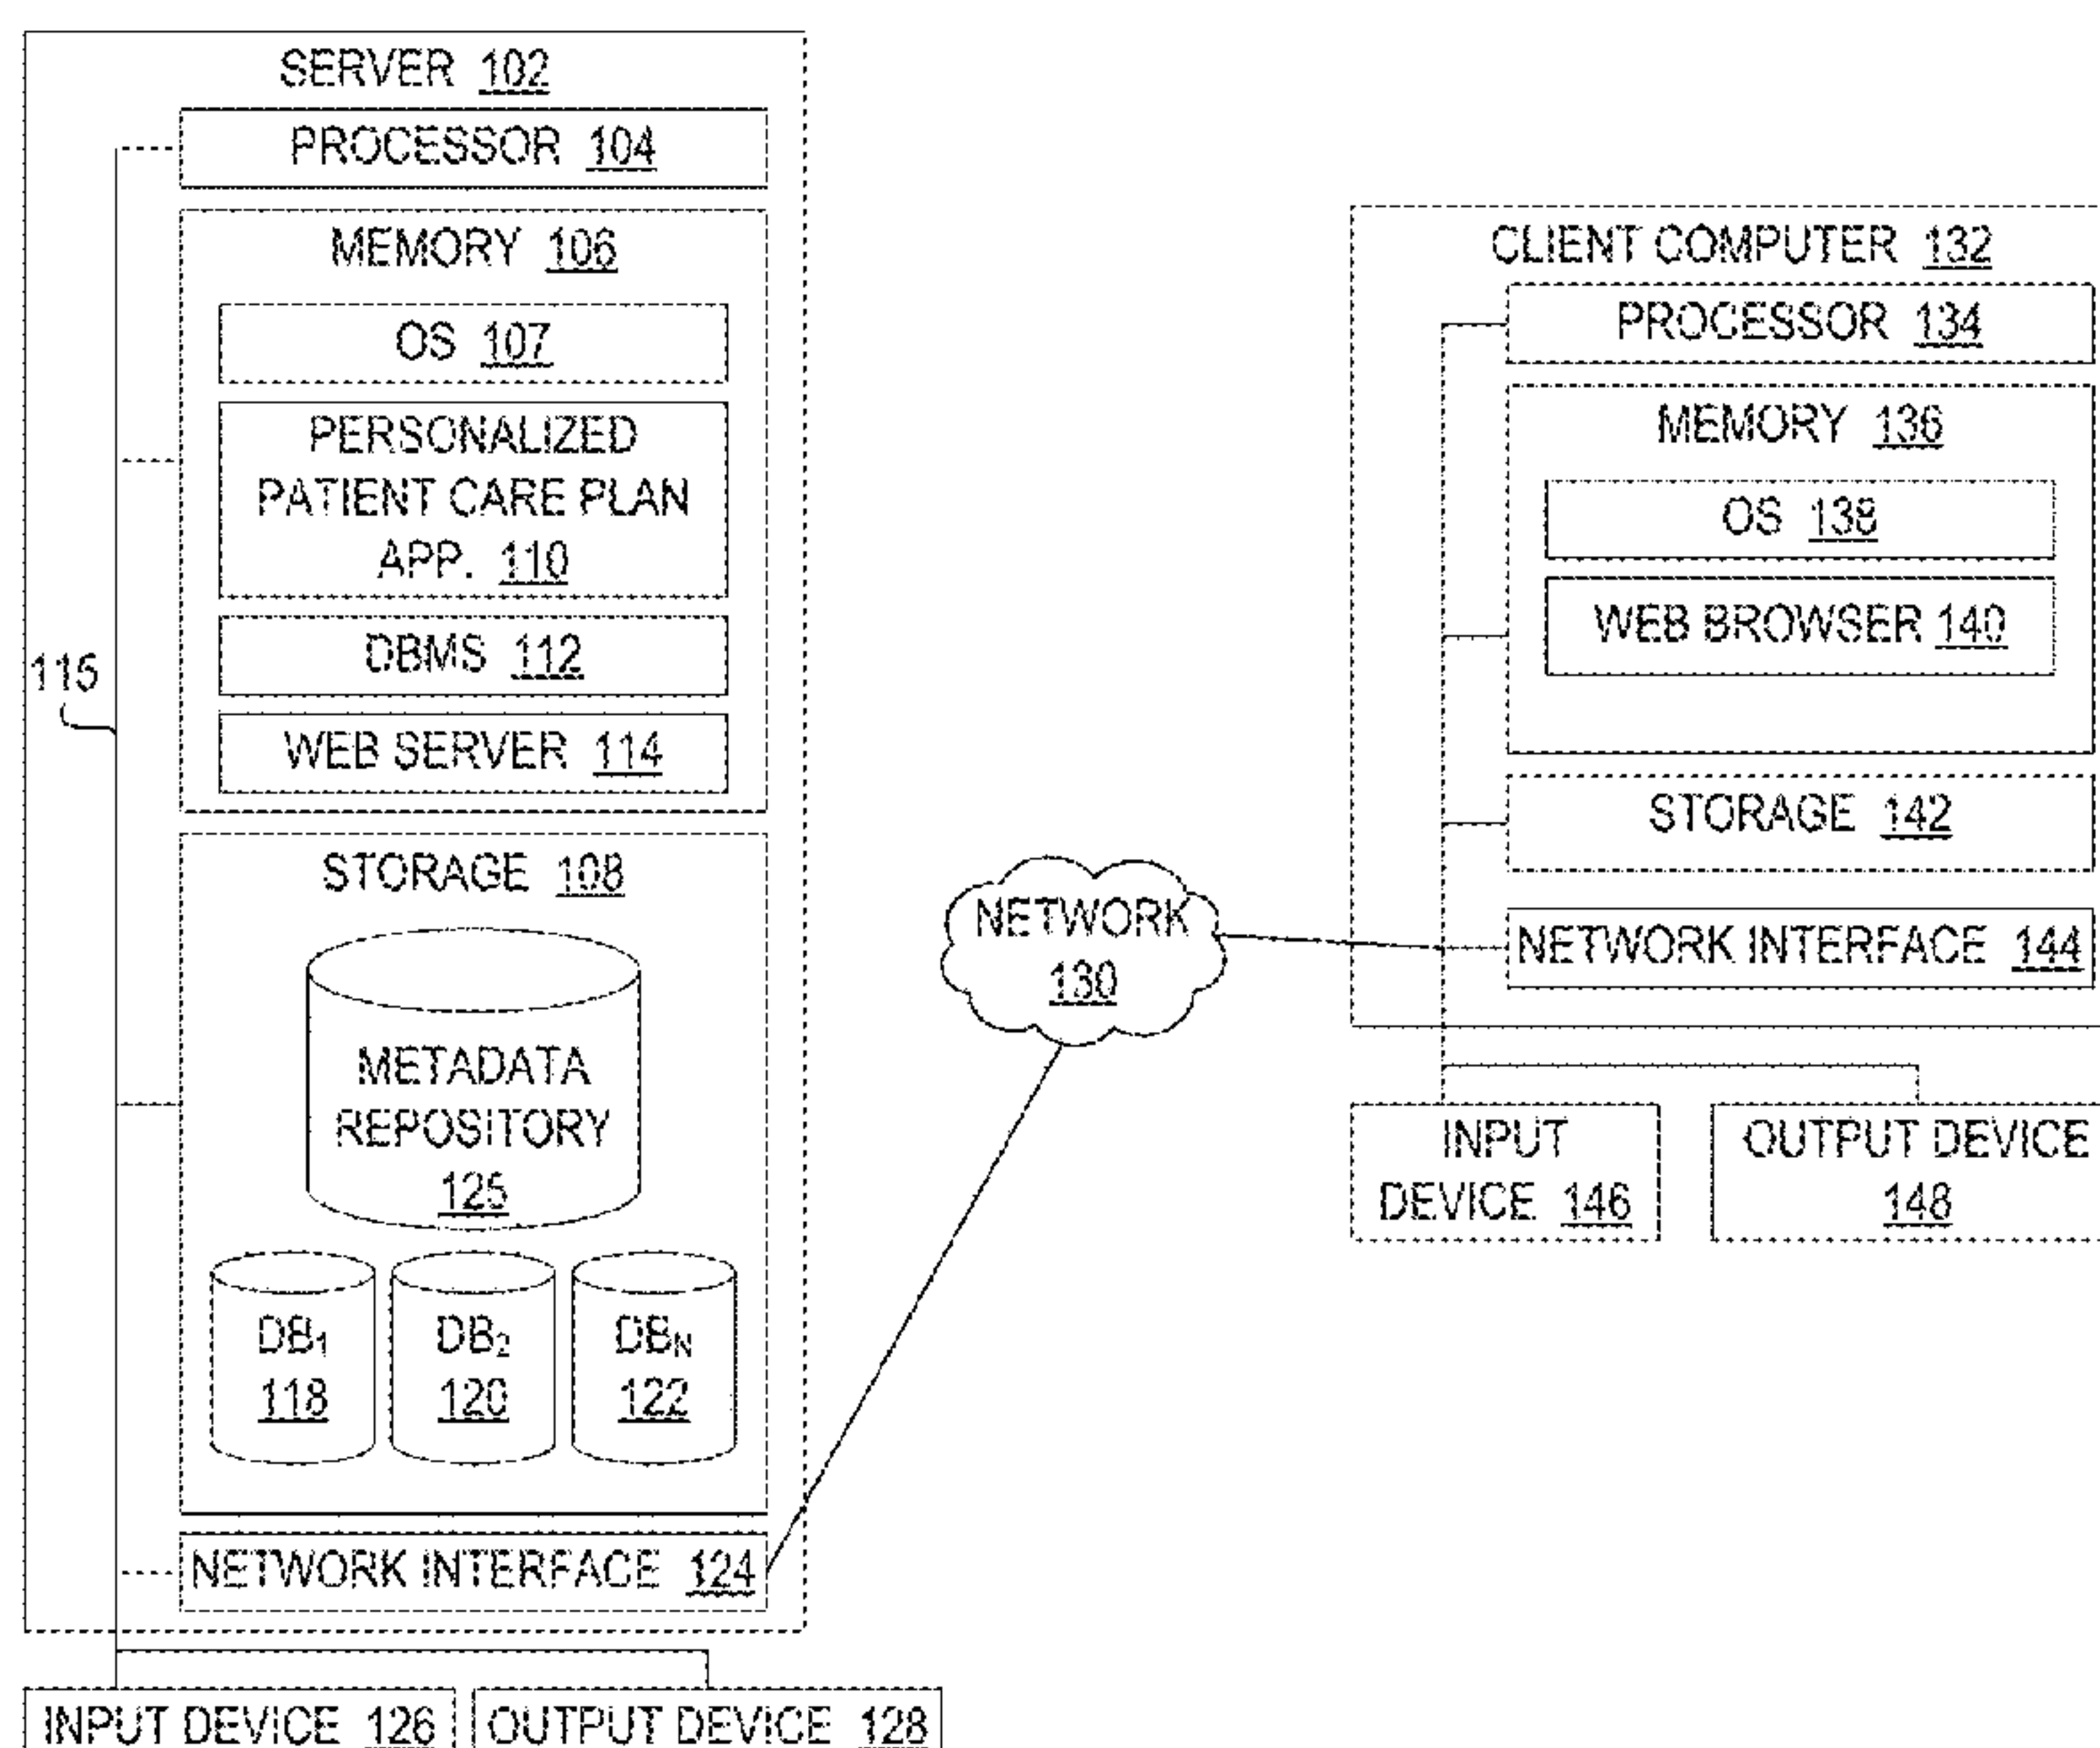 SERVER 102
PROCESSOR 104
MEMORY 106
OS 107
PERSONALIZED
PATIENT CARE PLAN
APP. 110
DBMS 112
WEB SERVER 114
115
STORAGE 108
METADATA
REPOSITORY
125
DB₁
118
DB₂
120
DBN
122
NETWORK INTERFACE 124
INPUT DEVICE 126
OUTPUT DEVICE 128
NETWORK
130
CLIENT COMPUTER 132
PROCESSOR 134
MEMORY 136
OS 138
WEB BROWSER 140
STORAGE 142
NETWORK INTERFACE 144
INPUT
DEVICE 146
OUTPUT DEVICE
148